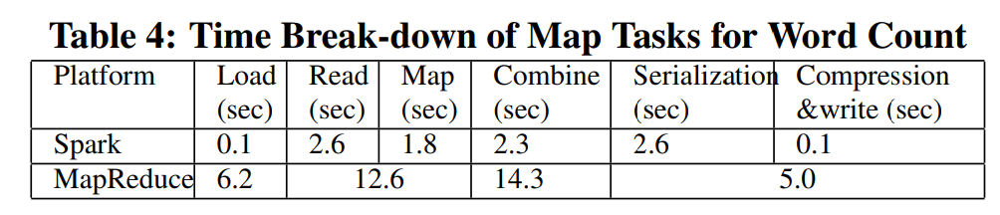 Table 4: Time Break-down of Map Tasks for Word Count
Platform Load Read Map Combine Serialization Compression
(sec) (sec) (sec) (sec) (sec) &write (sec)
Spark 0.1 2.6 1.8 2.3 2.6 0.1
MapReduce 6.2 12.6 14.3 5.0